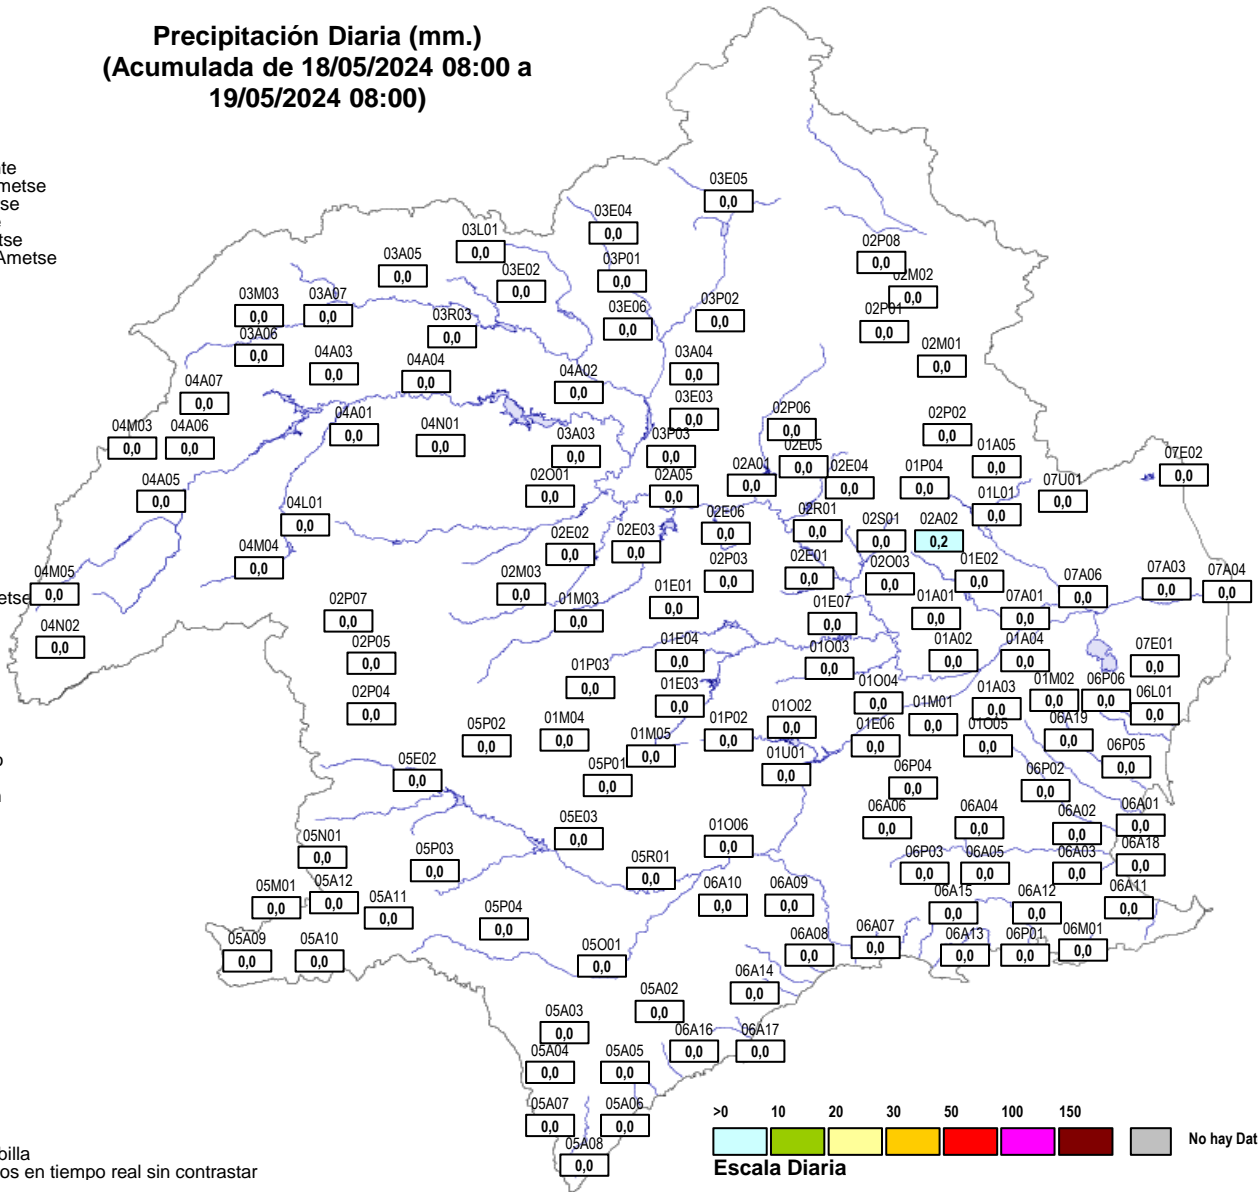 Precipitación Diaria (mm.)
(Acumulada de 18/05/2024 08:00 a
19/05/2024 08:00)
nte
metse
tse
e
tse
Ametse
03E05
0,0
03E04
0,0
03L01
0,0
03A05
0,0
03E02
0,0
03P01
0,0
02P08
0,0
02M02
0,0
03M03
0,0
03A07
0,0
03R03
0,0
03E06
0,0
03P02
0,0
02P01
0,0
03A06
0,0
04A03
0,0
04A04
0,0
04A02
0,0
03A04
0,0
02M01
0,0
04A07
0,0
03E03
0,0
04M03
0,0
04A06
0,0
04A01
0,0
04N01
0,0
03A03
0,0
03P03
0,0
02P06
0,0
02E05
0,0
02P02
0,0
01A05
0,0
07E02
0,0
04A05
0,0
02O01
0,0
02A05
0,0
02A01
0,0
02E04
0,0
01P04
0,0
01L01
0,0
07U01
0,0
04L01
0,0
02E06
0,0
02R01
0,0
02S01
0,0
02A02
0,2
04M04
0,0
02E02
0,0
02E03
0,0
02P03
0,0
02E01
0,0
02O03
0,0
01E02
0,0
04M05
0,0
etse
02M03
0,0
01M03
0,0
01E01
0,0
01E07
0,0
01A01
0,0
07A01
0,0
07A06
0,0
07A03
0,0
07A04
0,0
04N02
0,0
02P07
0,0
02P05
0,0
01E04
0,0
01O03
0,0
01A02
0,0
01A04
0,0
07E01
0,0
02P04
0,0
01P03
0,0
01E03
0,0
01O04
0,0
01A03
0,0
01M02
0,0
06P06
0,0
06L01
0,0
05P02
0,0
01M04
0,0
01M05
0,0
01P02
0,0
01O02
0,0
01E06
0,0
01M01
0,0
01O05
0,0
06A19
0,0
06P05
0,0
o
05E02
0,0
n
05P01
0,0
01U01
0,0
06P04
0,0
06P02
0,0
05E03
0,0
01O06
0,0
06A06
0,0
06A04
0,0
06A02
0,0
06A01
0,0
05N01
0,0
05P03
0,0
05R01
0,0
06P03
0,0
06A05
0,0
06A03
0,0
06A18
0,0
05M01
0,0
05A12
0,0
05A11
0,0
06A10
0,0
06A09
0,0
06A15
0,0
06A12
0,0
06A11
0,0
05A09
0,0
05A10
0,0
05P04
0,0
05O01
0,0
06A08
0,0
06A07
0,0
06A13
0,0
06P01
0,0
06M01
0,0
06A14
0,0
05A02
0,0
05A03
0,0
06A16
0,0
06A17
0,0
05A04
0,0
05A05
0,0
05A07
0,0
05A06
0,0
05A08
0,0
>0 10 20 30 50 100 150
No hay Dat
Escala Diaria
billa
os en tiempo real sin contrastar